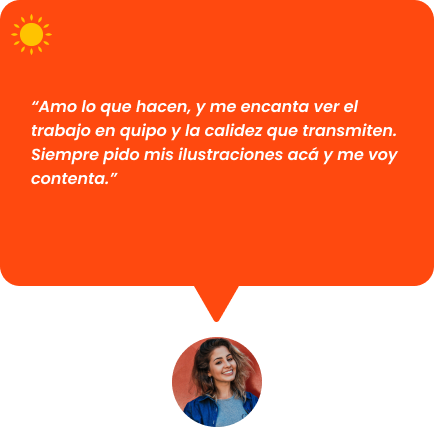 “Amo lo que hacen, y me encanta ver el
trabajo en quipo y la calidez que transmiten.
Siempre pido mis ilustraciones acá y me voy
contenta.”